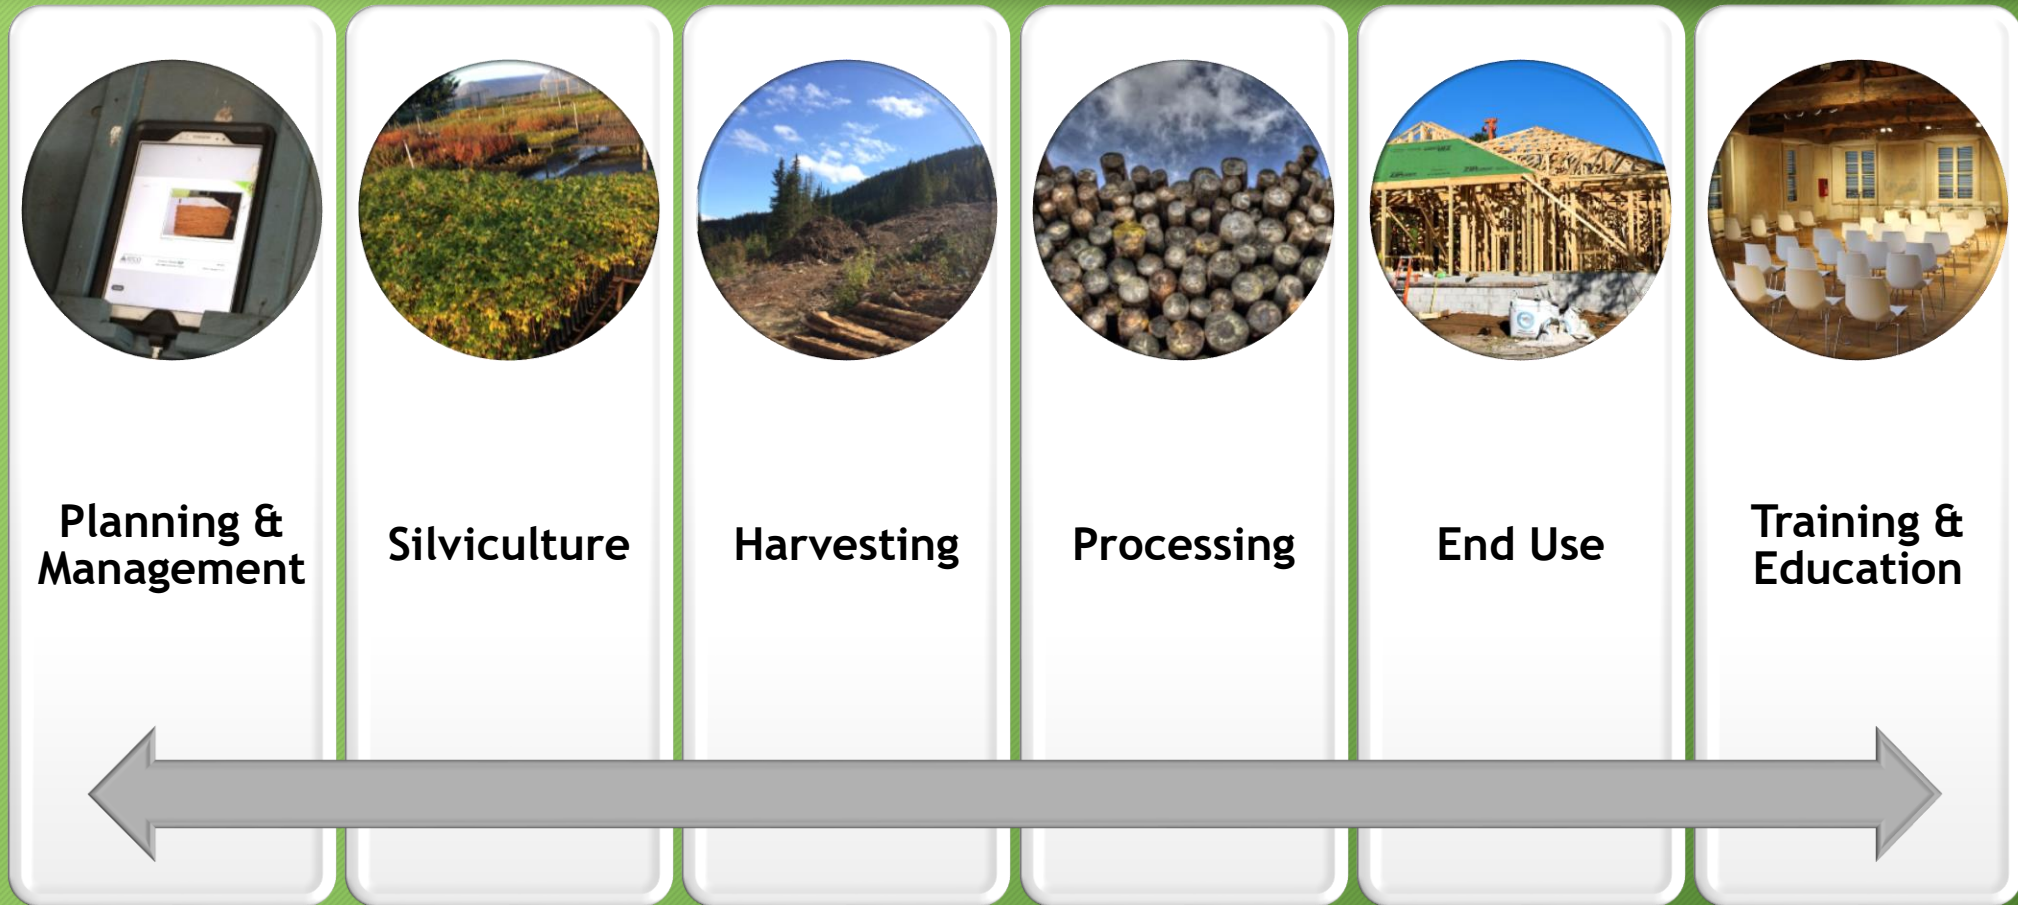 Planning &
Management
Silviculture
Harvesting
Processing
End Use
Training &
Education